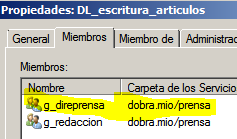 Propiedades: DL_escritura_articulos
General Miembros Miembro de Administrac
Miembros:
Nombre Carpeta de los Servicio
g_direprensa dobra.mio/prensa
g_redaccion dobra.mio/prensa